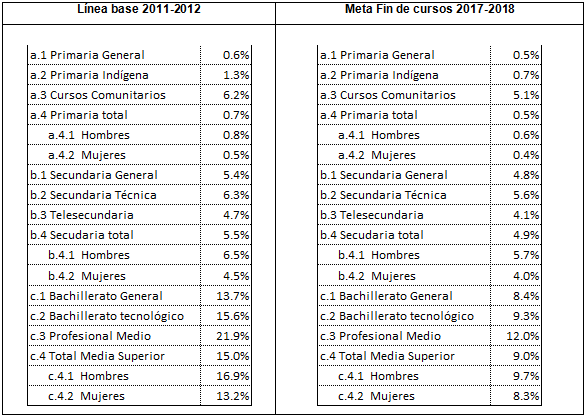 Línea base 2011-2012 Meta Fin de cursos 2017-2018
a.1 Primaria General 0.6% a.1 Primaria General 0.5%
a.2 Primaria Indígena 1.3% a.2 Primaria Indígena 0.7%
a.3 Cursos Comunitarios 6.2% a.3 Cursos Comunitarios 5.1%
a.4 Primaria total 0.7% a.4 Primaria total 0.5%
a.4.1 Hombres 0.8% a.4.1 Hombres 0.6%
a.4.2 Mujeres 0.5% a.4.2 Mujeres 0.4%
b.1 Secundaria General 5.4% b.1 Secundaria General 4.8%
b.2 Secundaria Técnica 6.3% b.2 Secundaria Técnica 5.6%
b.3 Telesecundaria 4.7% b.3 Telesecundaria 4.1%
b.4 Secudaria total 5.5% b.4 Secudaria total 4.9%
b.4.1 Hombres 6.5% b.4.1 Hombres 5.7%
b.4.2 Mujeres 4.5% b.4.2 Mujeres 4.0%
c.1 Bachillerato General 13.7% c.1 Bachillerato General 8.4%
c.2 Bachillerato tecnológico 15.6% c.2 Bachillerato tecnológico 9.3%
c.3 Profesional Medio 21.9% c.3 Profesional Medio 12.0%
c.4 Total Media Superior 15.0% c.4 Total Media Superior 9.0%
c.4.1 Hombres 16.9% c.4.1 Hombres 9.7%
c.4.2 Mujeres 13.2% c.4.2 Mujeres 8.3%